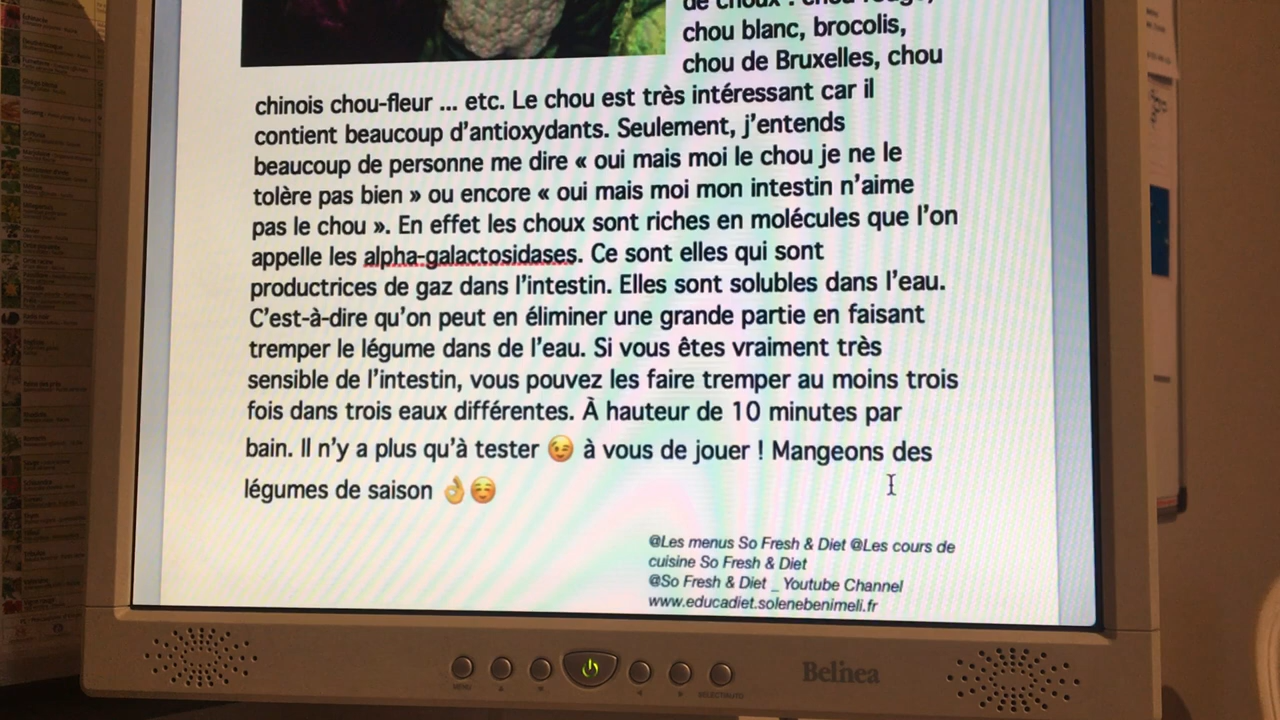 de choux : chou rouge,
chou blanc, brocolis,
chou de Bruxelles, chou
chinois chou-fleur ... etc. Le chou est très intéressant car il
contient beaucoup d'antioxydants. Seulement, j'entends
beaucoup de personne me dire « oui mais moi le chou je ne le
tolère pas bien » ou encore « oui mais moi mon intestin n'aime
pas le chou ». En effet les choux sont riches en molécules que l'on
appelle les alpha-galactosidases. Ce sont elles qui sont
productrices de gaz dans l'intestin. Elles sont solubles dans l'eau.
C'est-à-dire qu'on peut en éliminer une grande partie en faisant
tremper le légume dans de l'eau. Si vous êtes vraiment très
sensible de l'intestin, vous pouvez les faire tremper au moins trois
fois dans trois eaux différentes. À hauteur de 10 minutes par
bain. Il n'y a plus qu'à tester 😉 à vous de jouer ! Mangeons des
légumes de saison 👌☺️
@Les menus So Fresh & Diet @Les cours de
cuisine So Fresh & Diet
@So Fresh & Diet _ Youtube Channel
www.educadiet.solenebenimeli.fr
MENU
SELECT/AUTO
Belinea